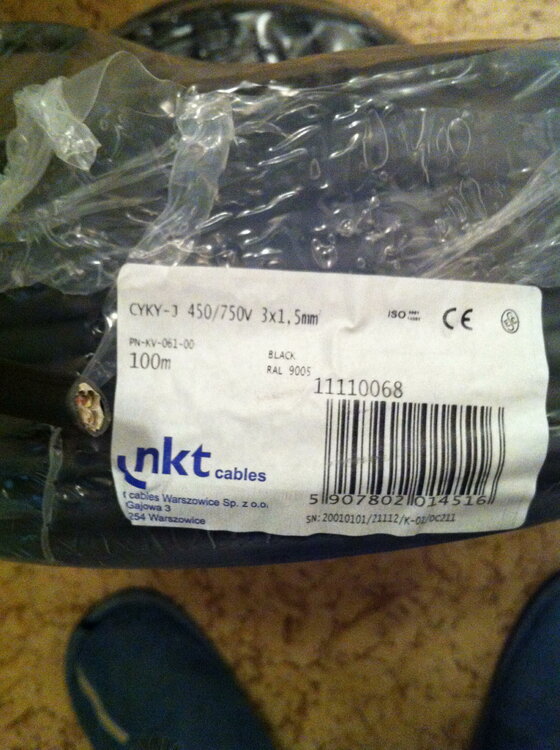 CYKY-J 450/750V 3x1,5mm
ISO
CE
PN-KV-061-00
100m
BLACK
RAL 9005
11110068
nkt cables
t cables Warszowice Sp. z o.o.
Gajowa 3
254 Warszowice
5 907802 014516
SN: 20010101/21112/K-02/DC211